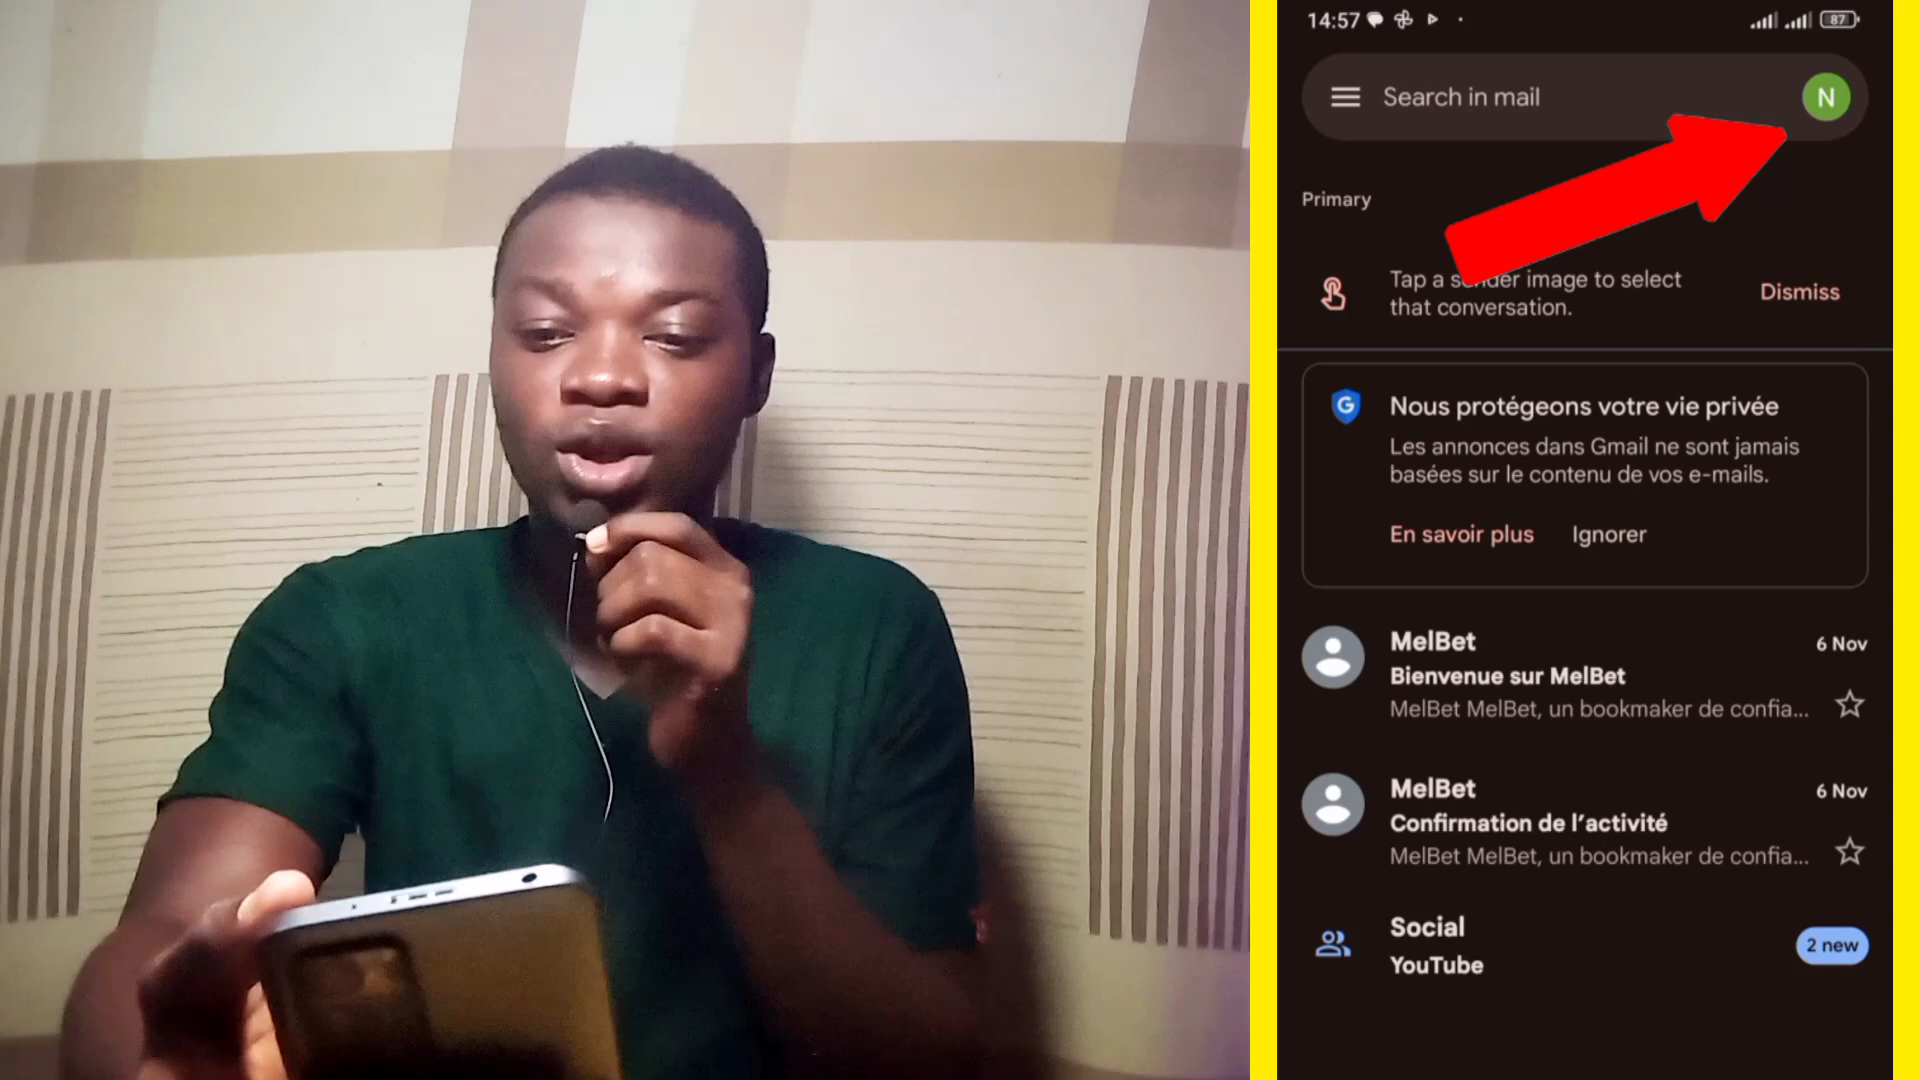 14:57
87
Search in mail
N
Primary
Tap a sender image to select
that conversation.
Dismiss
G
Nous protégeons votre vie privée
Les annonces dans Gmail ne sont jamais
basées sur le contenu de vos e-mails.
En savoir plus
Ignorer
MelBet
6 Nov
Bienvenue sur MelBet
MelBet MelBet, un bookmaker de confia...
MelBet
6 Nov
Confirmation de l’activité
MelBet MelBet, un bookmaker de confia...
Social
2 new
YouTube